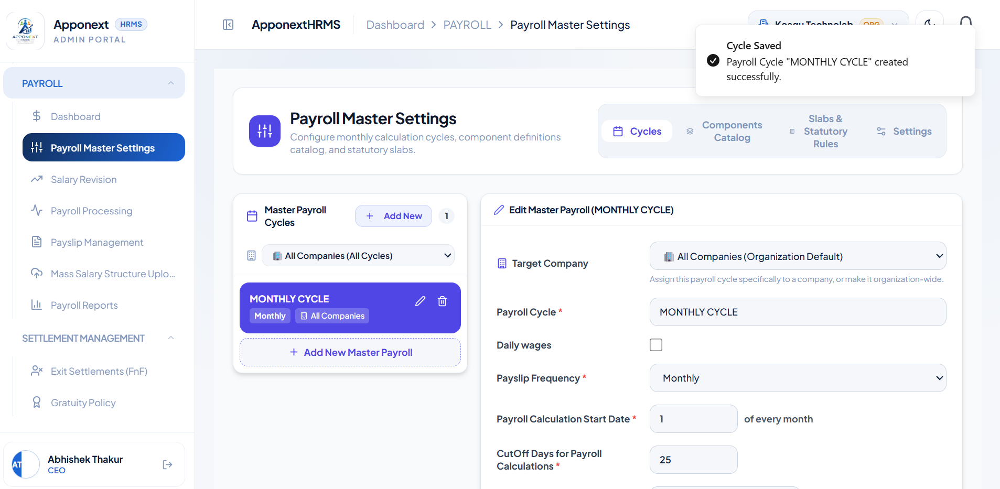 Apponext HRMS
ADMIN PORTAL
APPONEXT
PAYROLL
Dashboard
Payroll Master Settings
Salary Revision
Payroll Processing
Payslip Management
Mass Salary Structure Uplo...
Payroll Reports
SETTLEMENT MANAGEMENT
Exit Settlements (FnF)
Gratuity Policy
AT
Abhishek Thakur
CEO
ApponextHRMS
Dashboard > PAYROLL > Payroll Master Settings
Cycle Saved
Payroll Cycle "MONTHLY CYCLE" created
successfully.
Payroll Master Settings
Configure monthly calculation cycles, component definitions
catalog, and statutory slabs.
Cycles
Components
Catalog
Slabs &
Statutory
Rules
Settings
Master Payroll
Cycles
+ Add New
1
All Companies (All Cycles)
MONTHLY CYCLE
Monthly
All Companies
+ Add New Master Payroll
Edit Master Payroll (MONTHLY CYCLE)
Target Company
All Companies (Organization Default)
Assign this payroll cycle specifically to a company, or make it organization-wide.
Payroll Cycle *
MONTHLY CYCLE
Daily wages
Payslip Frequency *
Monthly
Payroll Calculation Start Date *
1
of every month
CutOff Days for Payroll
Calculations *
25